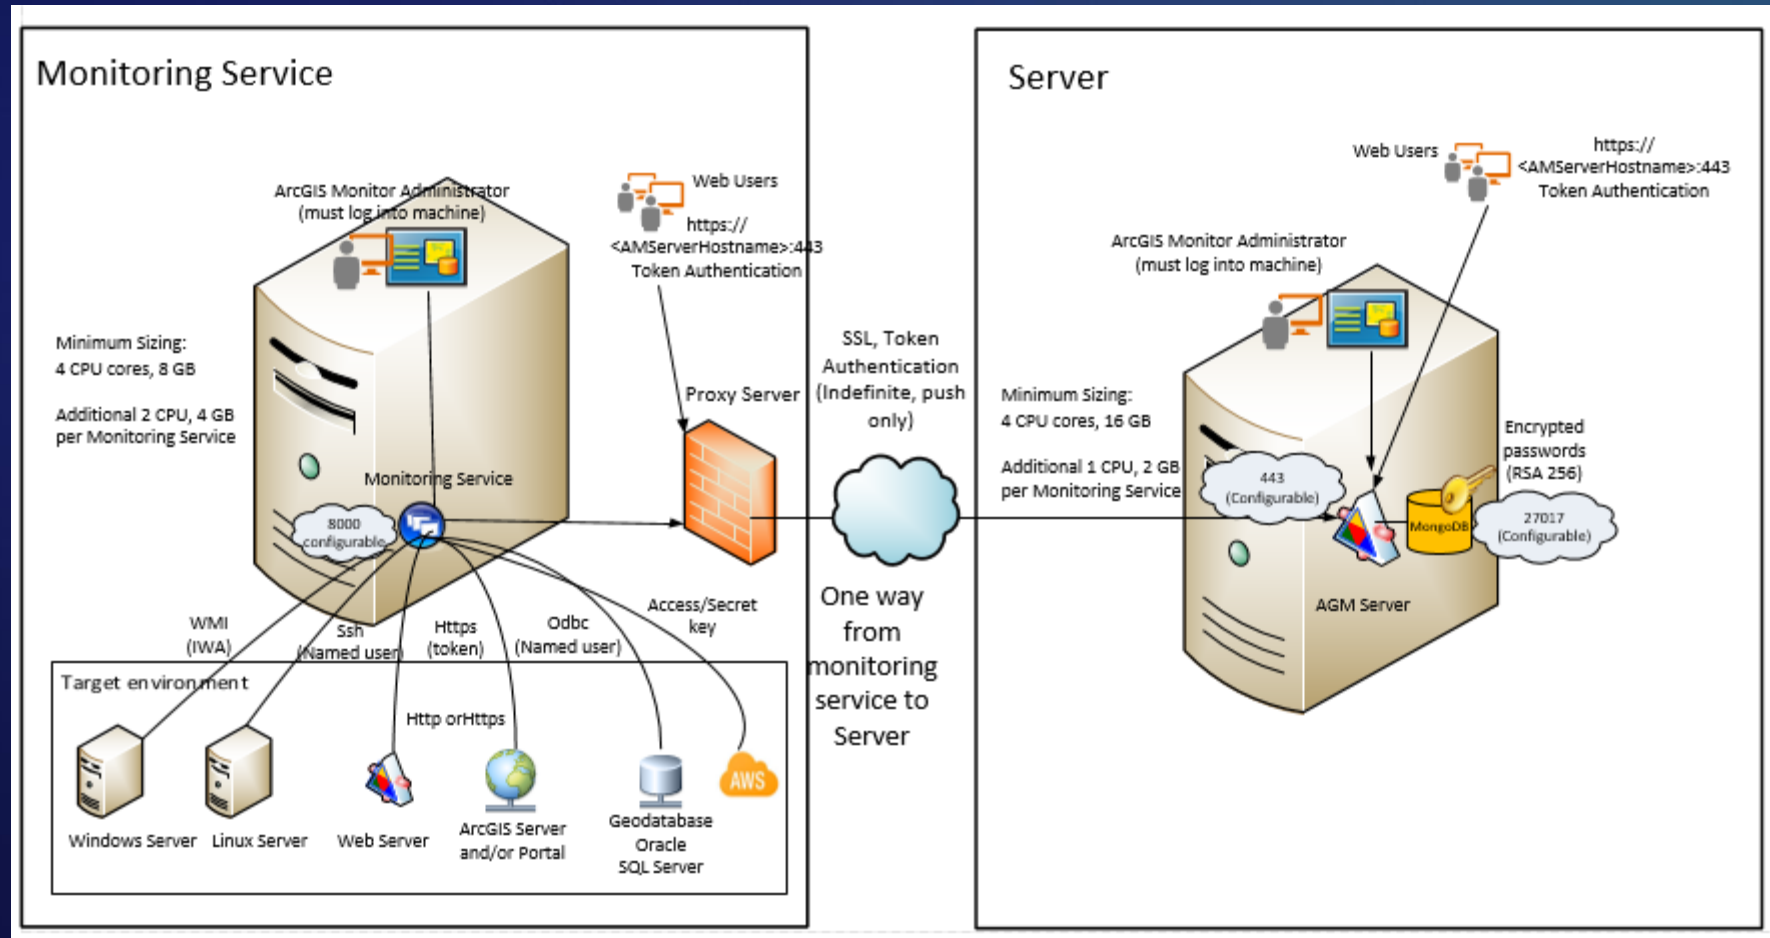 Monitoring Service
ArcGIS Monitor Administrator
(must log into machine)
Web Users
https://
<AMServerHostname>:443
Token Authentication
Minimum Sizing:
4 CPU cores, 8 GB
Additional 2 CPU, 4 GB
per Monitoring Service
Proxy Server
Monitoring Service
8000
configurable
WMI
(IWA)
Ssh
(Named user)
Https
(token)
Odbc
(Named user)
Access/Secret
key
Target environment
Http orHttps
Windows Server
Linux Server
Web Server
ArcGIS Server
and/or Portal
Geodatabase
Oracle
SQL Server
AWS
SSL, Token
Authentication
(Indefinite, push
only)
One way
from
monitoring
service to
Server
Server
Web Users
https://
<AMServerHostname>:443
Token Authentication
ArcGIS Monitor Administrator
(must log into machine)
Minimum Sizing:
4 CPU cores, 16 GB
Additional 1 CPU, 2 GB
per Monitoring Service
443
(Configurable)
Encrypted
passwords
(RSA 256)
MongoDB
27017
(Configurable)
AGM Server